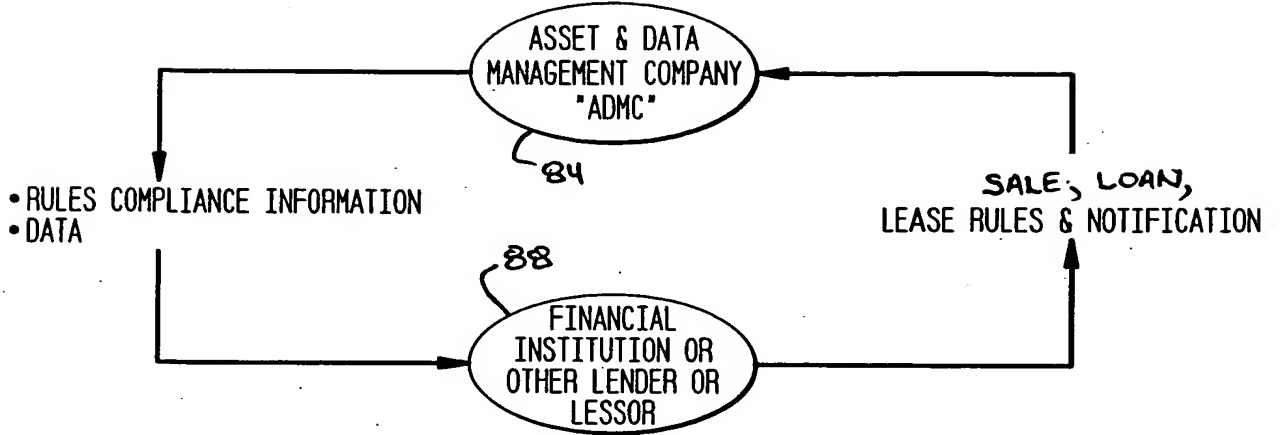 ASSET & DATA
MANAGEMENT COMPANY
"ADMC"
84
• RULES COMPLIANCE INFORMATION
• DATA
SALE, LOAN,
LEASE RULES & NOTIFICATION
88
FINANCIAL
INSTITUTION OR
OTHER LENDER OR
LESSOR